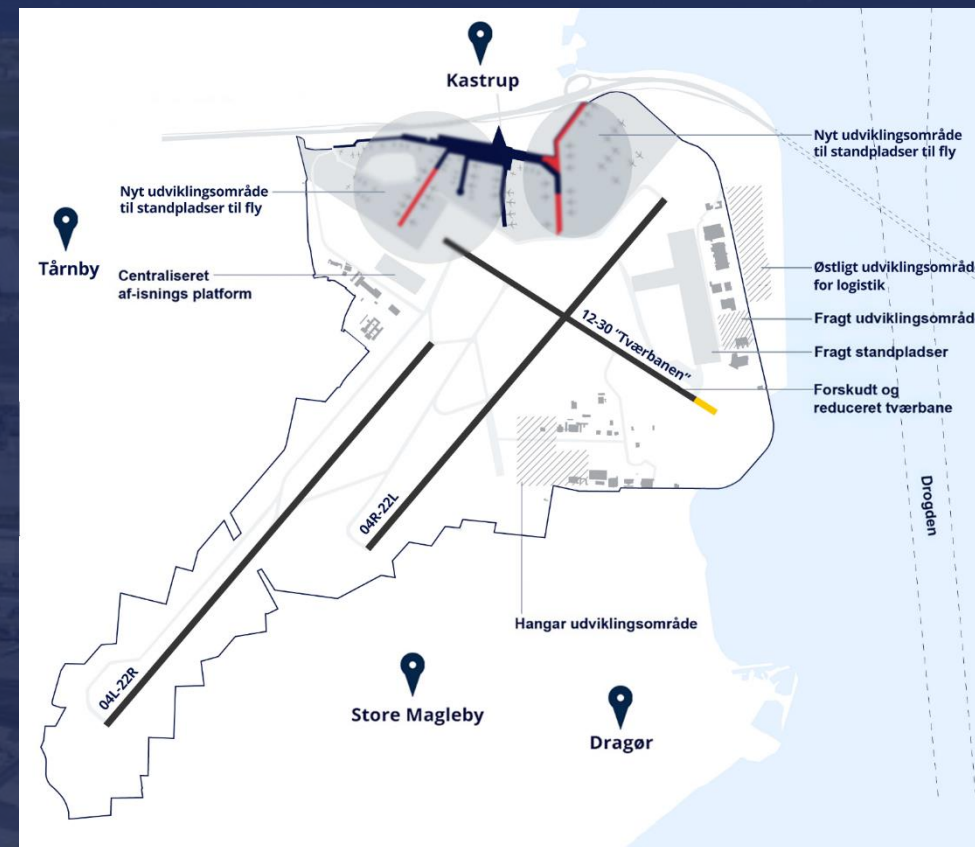 Kastrup
Nyt udviklingsområde
til standpladser til fly
Nyt udviklingsområde
til standpladser til fly
Tårnby
Centraliseret
af-isnings platform
Østligt udviklingsområde
for logistik
12-30 "Tværbanen"
Fragt udviklingsområd
Fragt standpladser
Forskudt og
reduceret tværbane
04R-22L
Drogden
Hangar udviklingsområde
04L-22R
Store Magleby
Dragør